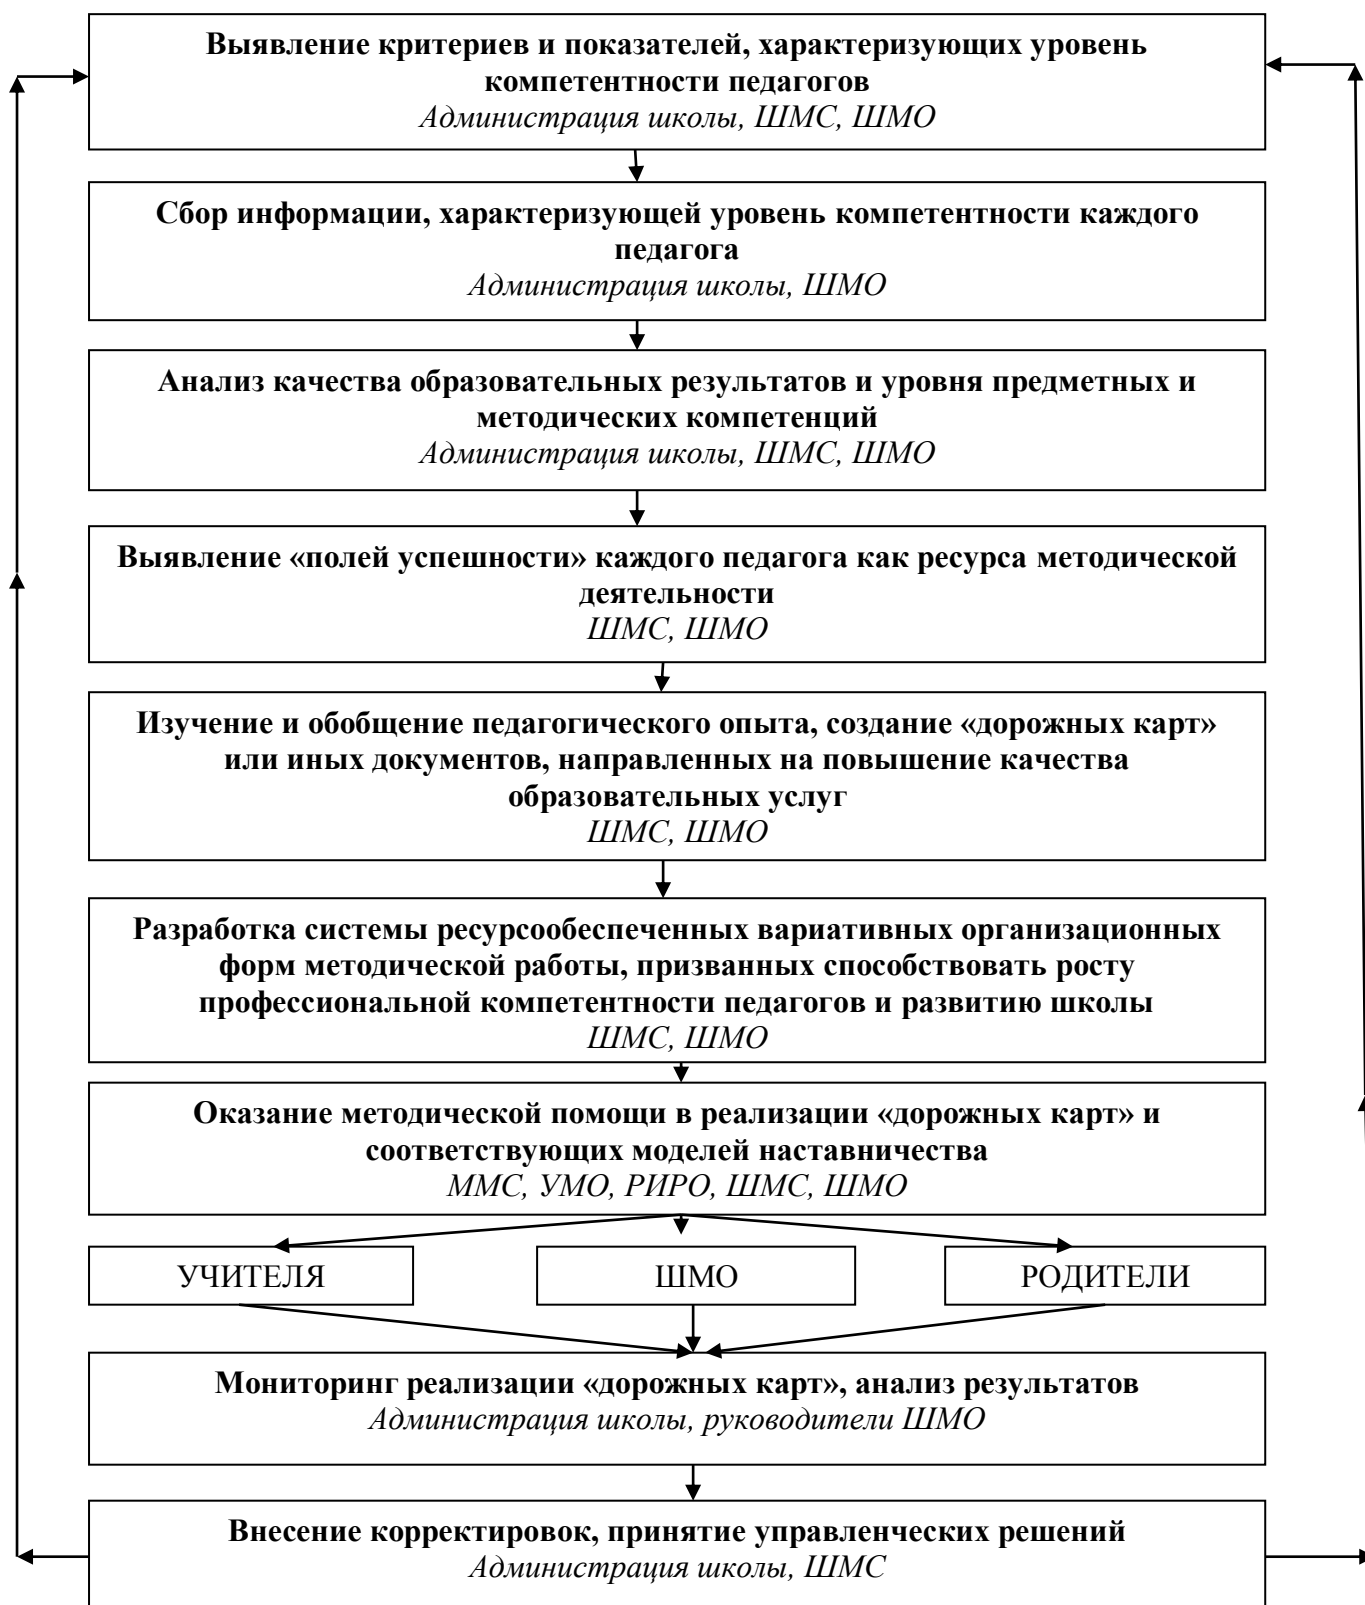 Выявление критериев и показателей, характеризующих уровень
компетентности педагогов
Администрация школы, ШМС, ШМО
Сбор информации, характеризующей уровень компетентности каждого
педагога
Администрация школы, ШМО
Анализ качества образовательных результатов и уровня предметных и
методических компетенций
Администрация школы, ШМС, ШМО
Выявление «полей успешности» каждого педагога как ресурса методической
деятельности
ШМС, ШМО
Изучение и обобщение педагогического опыта, создание «дорожных карт»
или иных документов, направленных на повышение качества
образовательных услуг
ШМС, ШМО
Разработка системы ресурсообеспеченных вариативных организационных
форм методической работы, призванных способствовать росту
профессиональной компетентности педагогов и развитию школы
ШМС, ШМО
Оказание методической помощи в реализации «дорожных карт» и
соответствующих моделей наставничества
ММС, УМО, РИРО, ШМС, ШМО
УЧИТЕЛЯ
ШМО
РОДИТЕЛИ
Мониторинг реализации «дорожных карт», анализ результатов
Администрация школы, руководители ШМО
Внесение корректировок, принятие управленческих решений
Администрация школы, ШМС